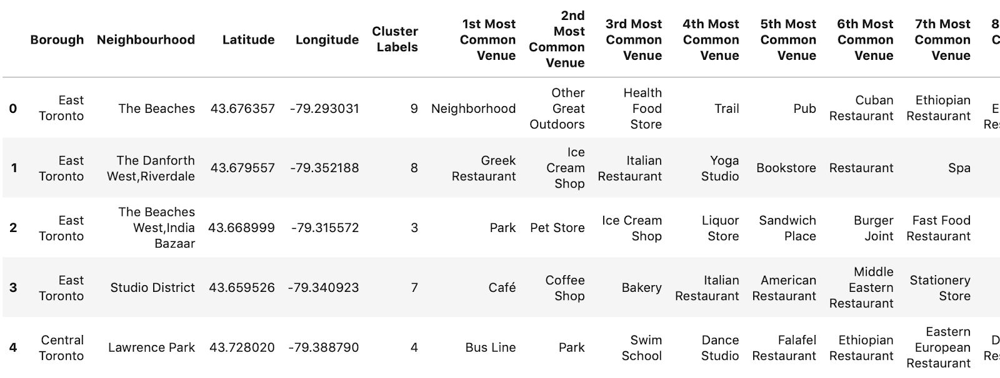 Borough Neighbourhood Latitude Longitude Cluster Labels 1st Most Common Venue 2nd Most Common Venue 3rd Most Common Venue 4th Most Common Venue 5th Most Common Venue 6th Most Common Venue 7th Most Common Venue 8
0 East Toronto The Beaches 43.676357 -79.293031 9 Neighborhood Other Great Outdoors Health Food Store Trail Pub Cuban Restaurant Ethiopian Restaurant
1 East Toronto The Danforth West,Riverdale 43.679557 -79.352188 8 Greek Restaurant Ice Cream Shop Italian Restaurant Yoga Studio Bookstore Restaurant Spa
2 East Toronto The Beaches West,India Bazaar 43.668999 -79.315572 3 Park Pet Store Ice Cream Shop Liquor Store Sandwich Place Burger Joint Fast Food Restaurant
3 East Toronto Studio District 43.659526 -79.340923 7 Café Coffee Shop Bakery Italian Restaurant American Restaurant Middle Eastern Restaurant Stationery Store
4 Central Toronto Lawrence Park 43.728020 -79.388790 4 Bus Line Park Swim School Dance Studio Falafel Restaurant Ethiopian Restaurant Eastern European Restaurant